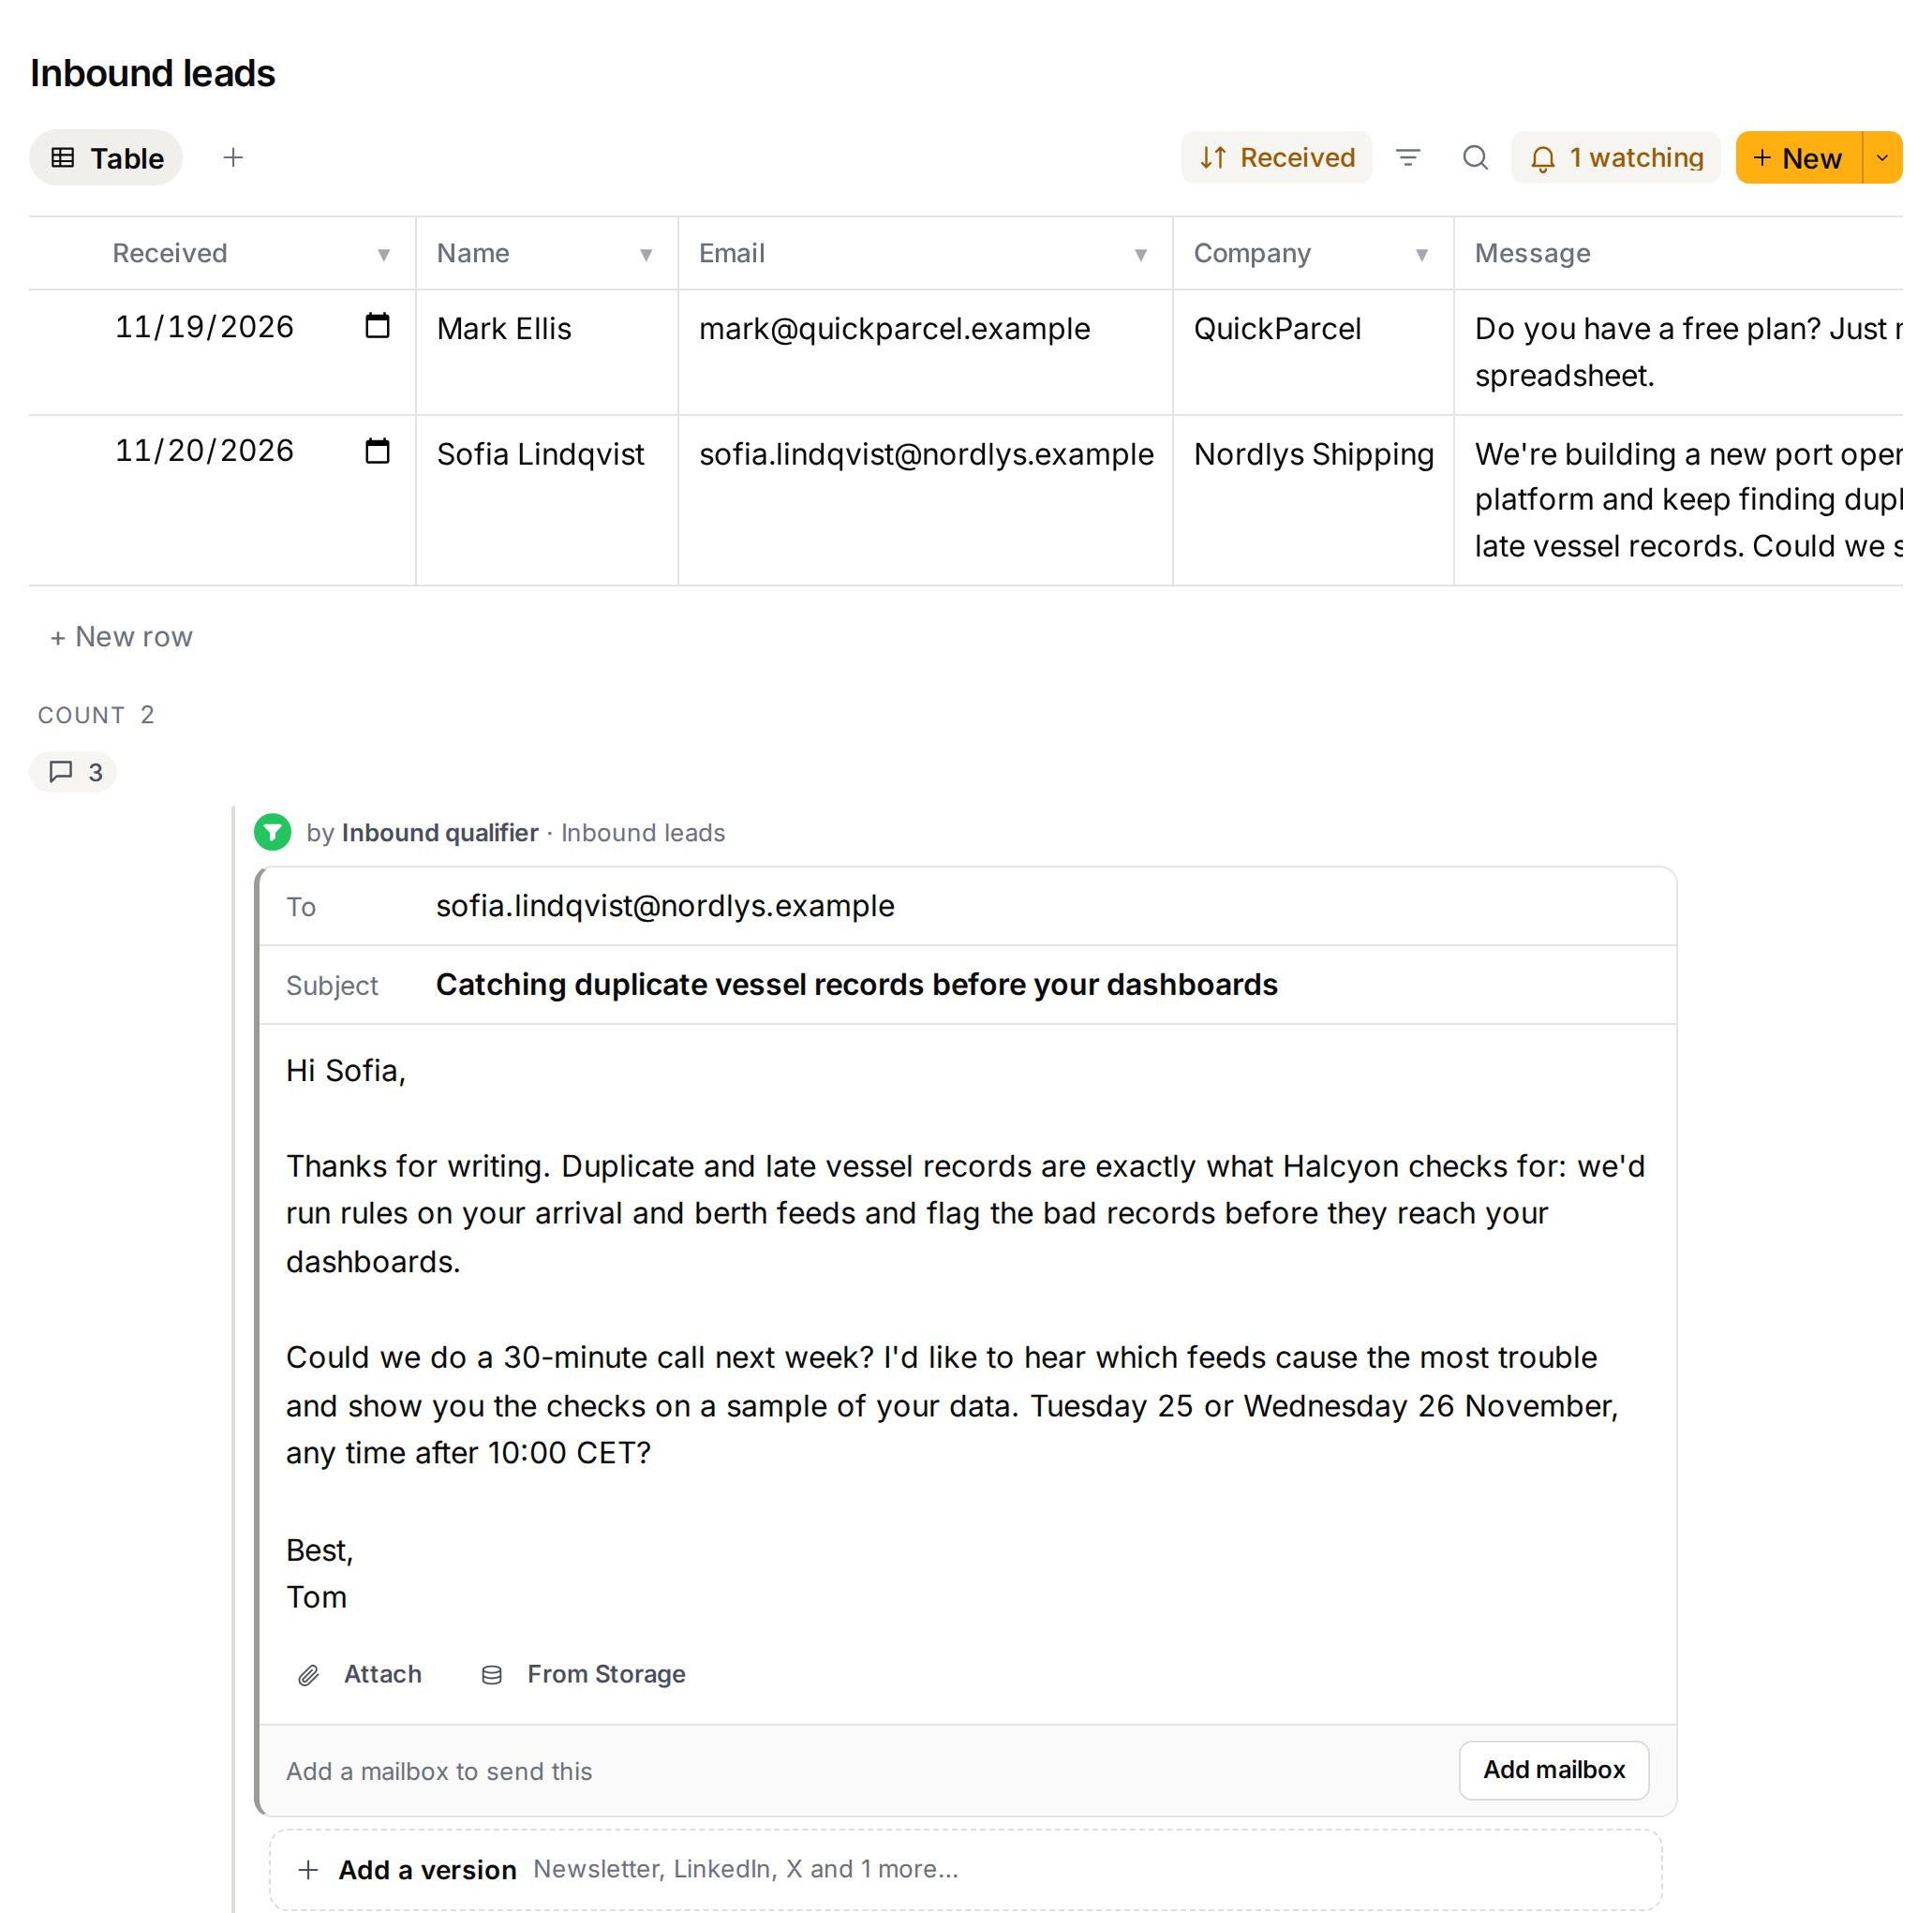 Inbound leads
Table
Received
1 watching
+ New
Received Name Email Company Message
11/19/2026 Mark Ellis mark@quickparcel.example QuickParcel Do you have a free plan? Just
spreadsheet.
11/20/2026 Sofia Lindqvist sofia.lindqvist@nordlys.example Nordlys Shipping We're building a new port
platform and keep finding
late vessel records. Could we
+ New row
COUNT 2
3
by Inbound qualifier · Inbound leads
To sofia.lindqvist@nordlys.example
Subject Catching duplicate vessel records before your dashboards
Hi Sofia,
Thanks for writing. Duplicate and late vessel records are exactly what Halcyon checks for: we'd
run rules on your arrival and berth feeds and flag the bad records before they reach your
dashboards.
Could we do a 30-minute call next week? I'd like to hear which feeds cause the most trouble
and show you the checks on a sample of your data. Tuesday 25 or Wednesday 26 November,
any time after 10:00 CET?
Best,
Tom
Attach From Storage
Add a mailbox to send this Add mailbox
+ Add a version Newsletter, LinkedIn, X and 1 more...